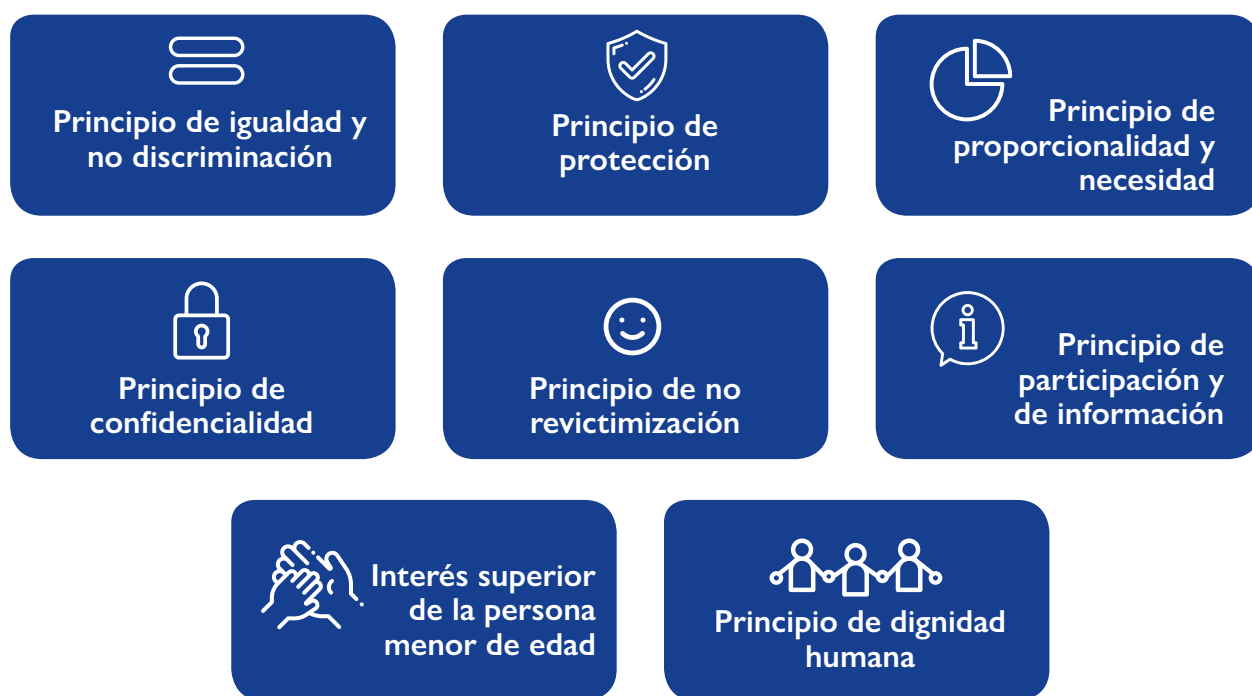 Principio de igualdad y
no discriminación
Principio de
protección
Principio de
proporcionalidad y
necesidad
Principio de
confidencialidad
Principio de no
revictimización
Principio de
participación y
de información
Interés superior
de la persona
menor de edad
Principio de dignidad
humana